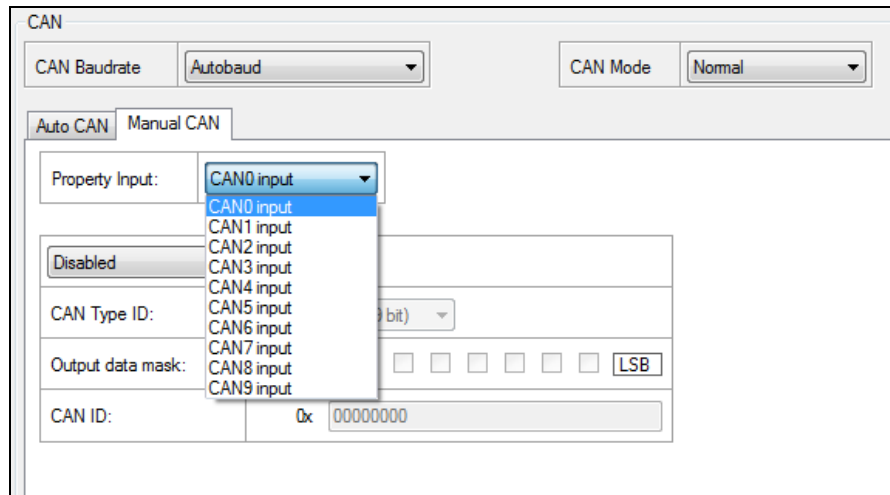 CAN
CAN Baudrate Autobaud CAN Mode Normal
Auto CAN Manual CAN
Property Input: CAN0 input
CAN0 input
CAN1 input
CAN2 input
Disabled CAN3 input
CAN4 input
CAN Type ID: CAN5 input bit)
CAN6 input
CAN7 input
Output data mask: CAN8 input LSB
CAN9 input
CAN ID: 0x 00000000